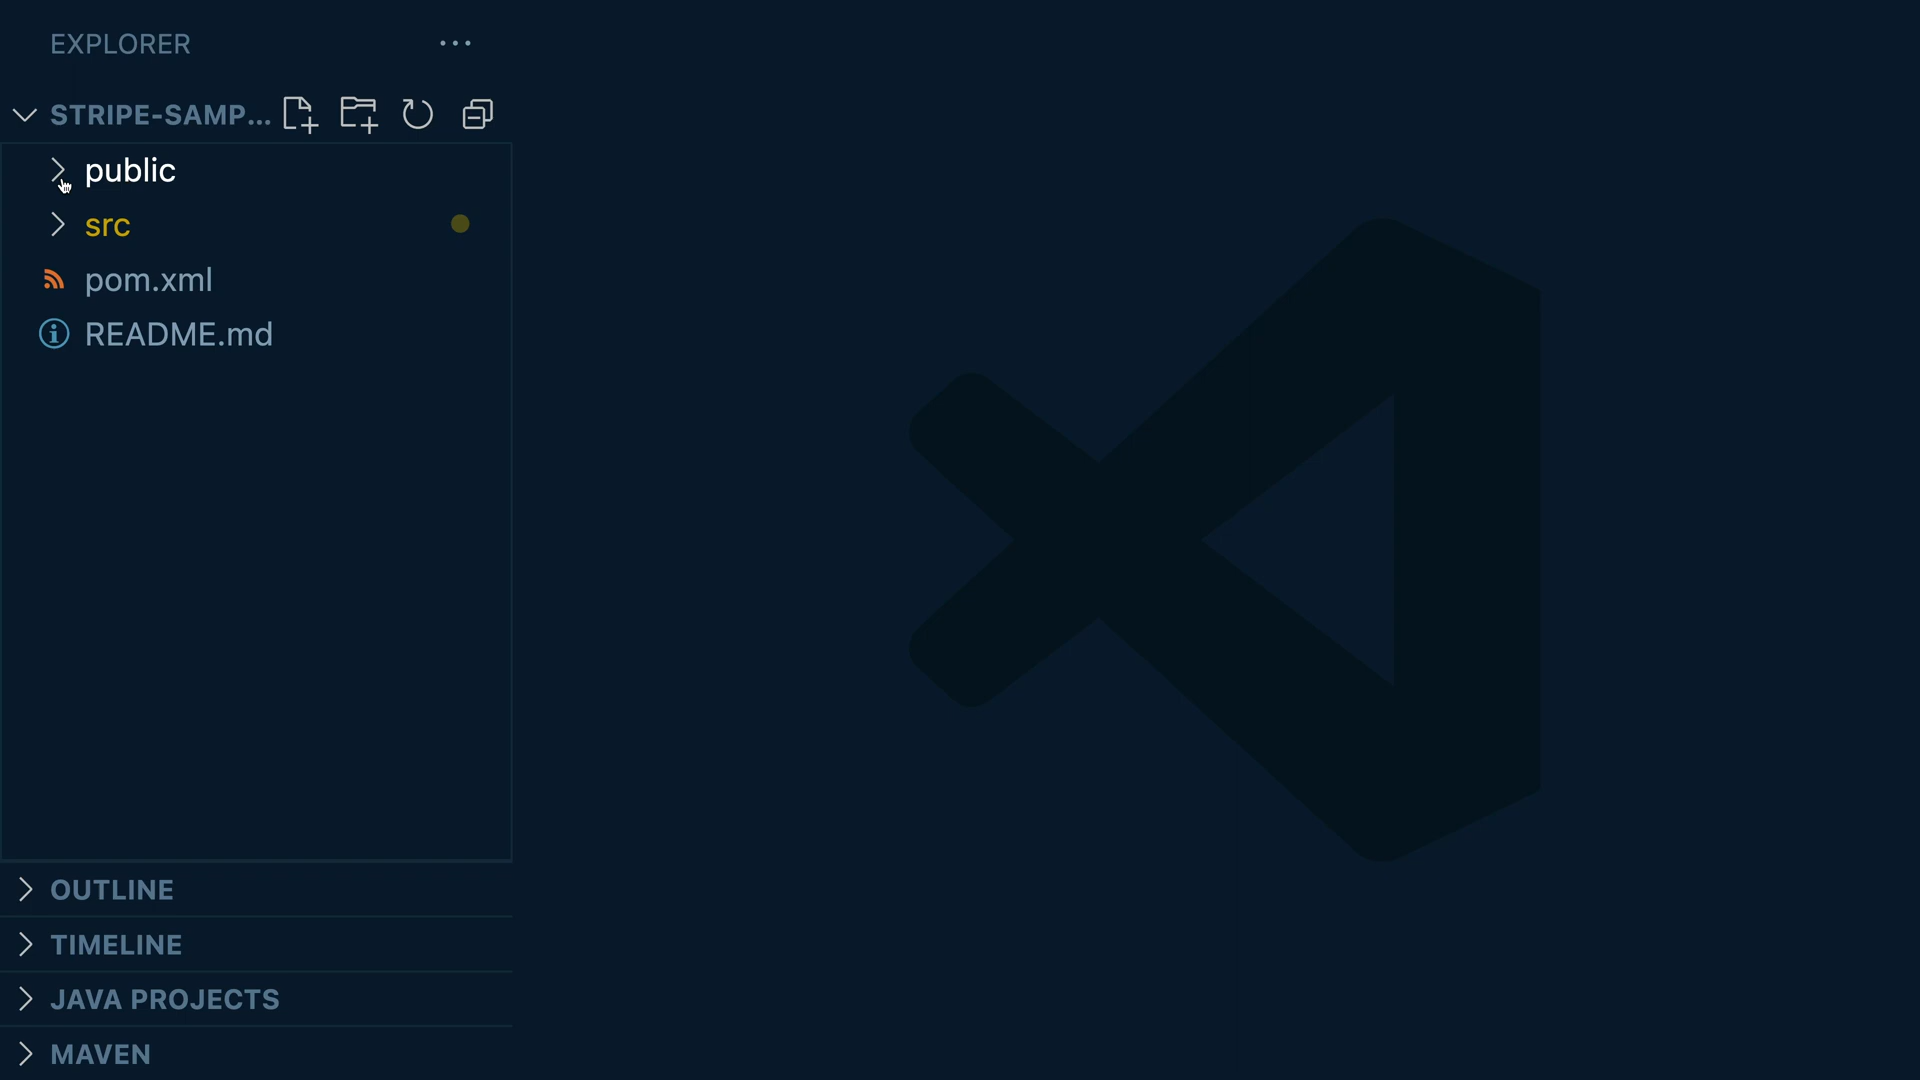 EXPLORER
STRIPE-SAMP...
public
src
pom.xml
README.md
OUTLINE
TIMELINE
JAVA PROJECTS
MAVEN